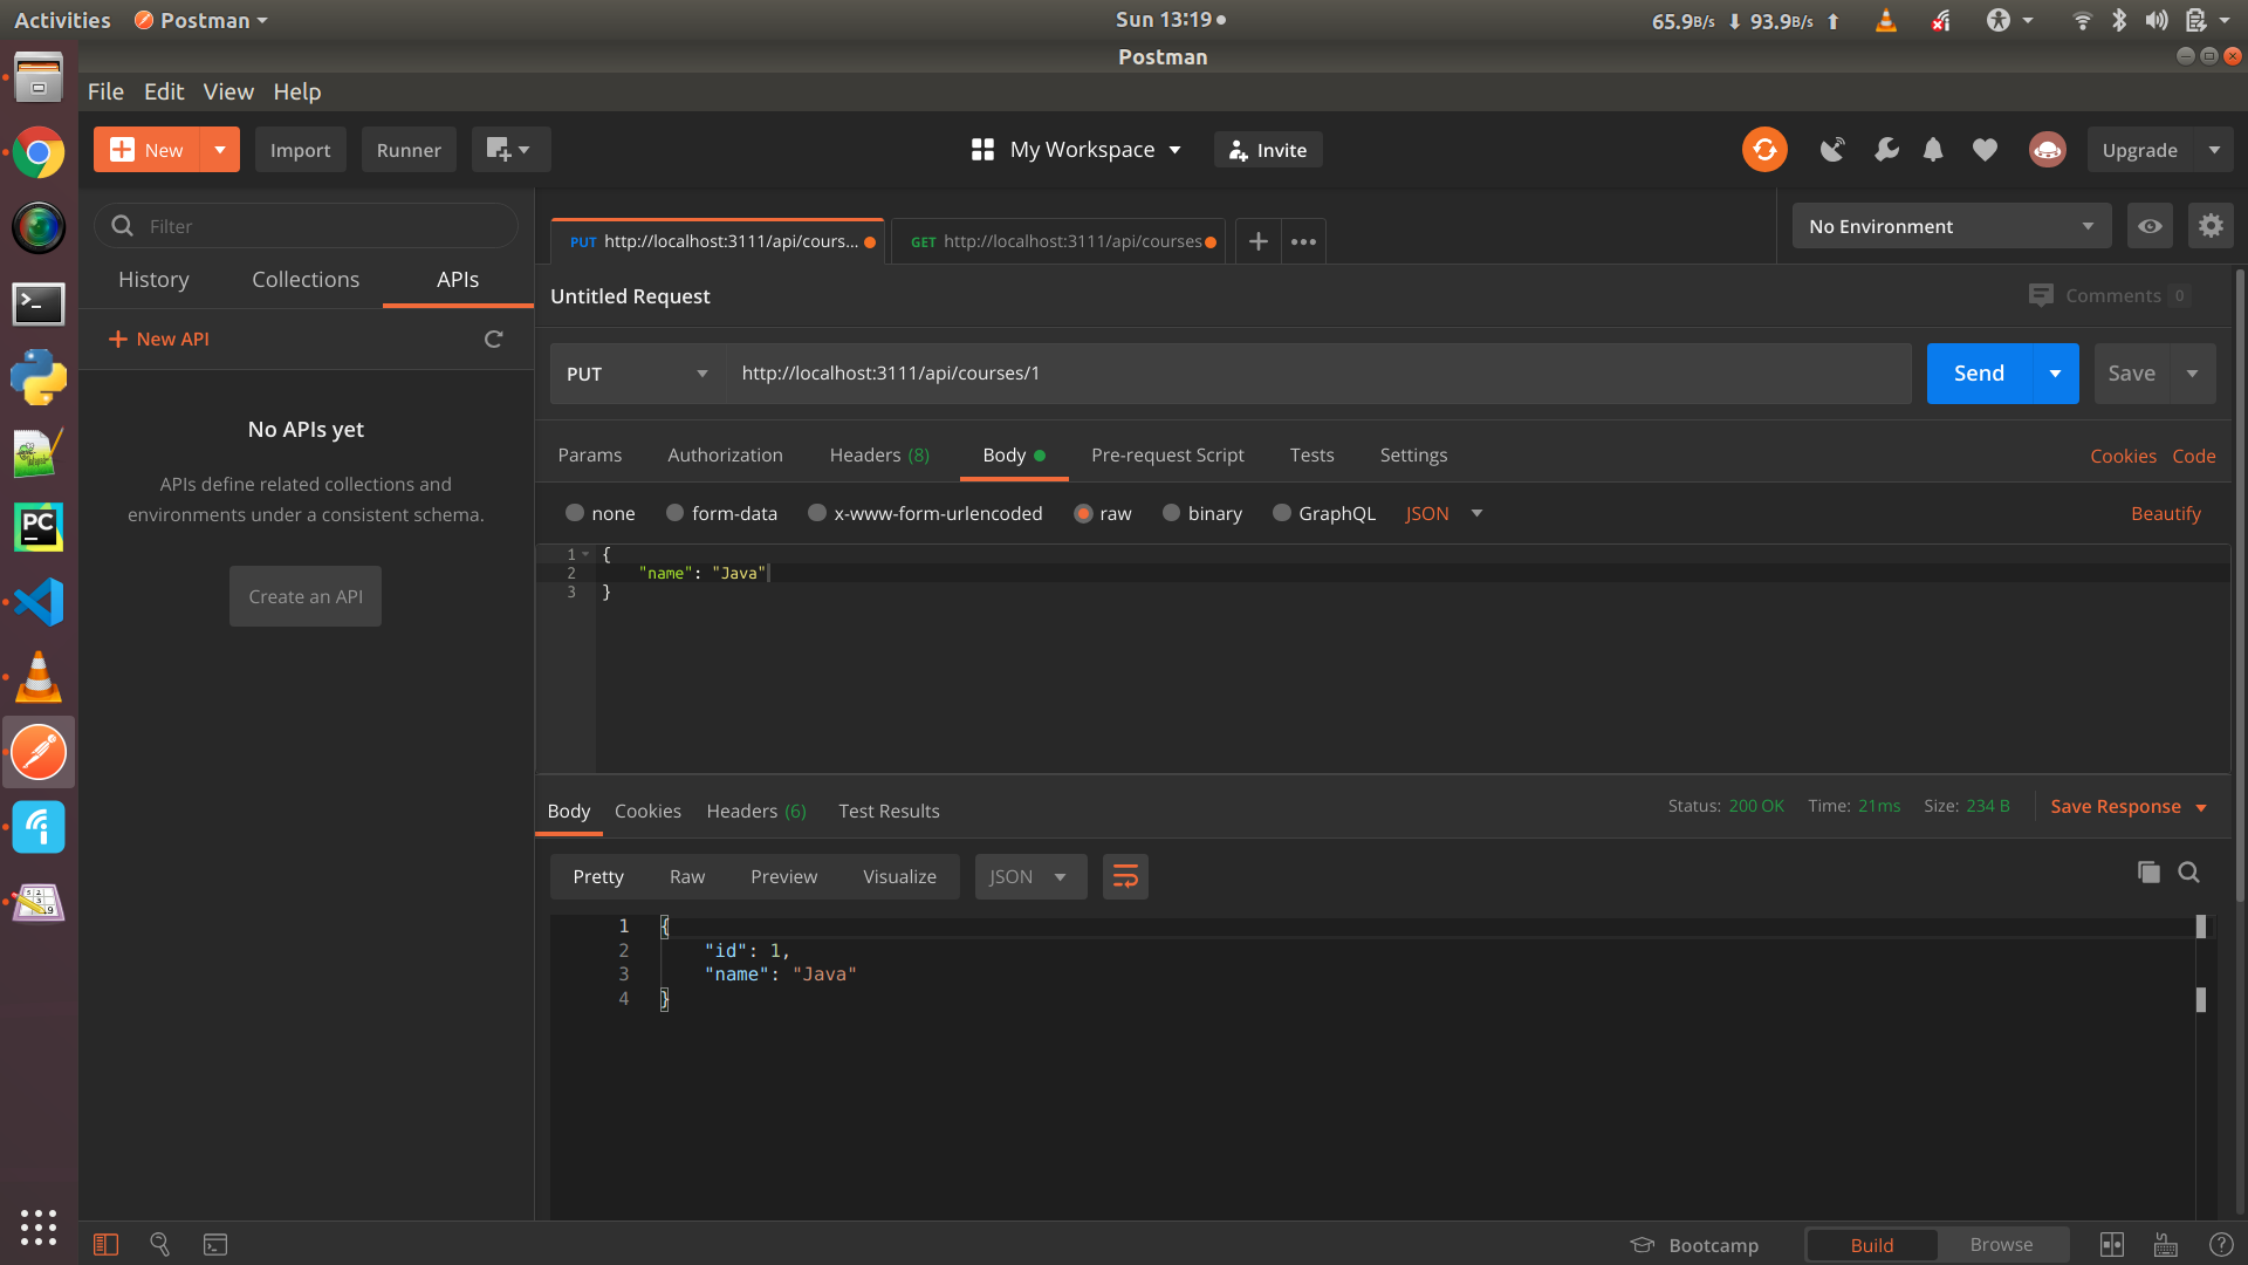 Activities Postman Sun 13:19 65.9B/s 93.9B/s
Postman
File Edit View Help
New Import Runner My Workspace Invite Upgrade
Filter
History Collections APIs
New API
No APIs yet
APIs define related collections and
environments under a consistent schema.
Create an API
PUT http://localhost:3111/api/cours... GET http://localhost:3111/api/courses No Environment
Untitled Request Comments 0
PUT http://localhost:3111/api/courses/1 Send Save
Params Authorization Headers (8) Body Pre-request Script Tests Settings Cookies Code
none form-data x-www-form-urlencoded raw binary GraphQL JSON Beautify
1 {
2 "name": "Java"
3 }
Body Cookies Headers (6) Test Results Status: 200 OK Time: 21ms Size: 234 B Save Response
Pretty Raw Preview Visualize JSON
1 {
2 "id": 1,
3 "name": "Java"
4 }
PC
Bootcamp Build Browse